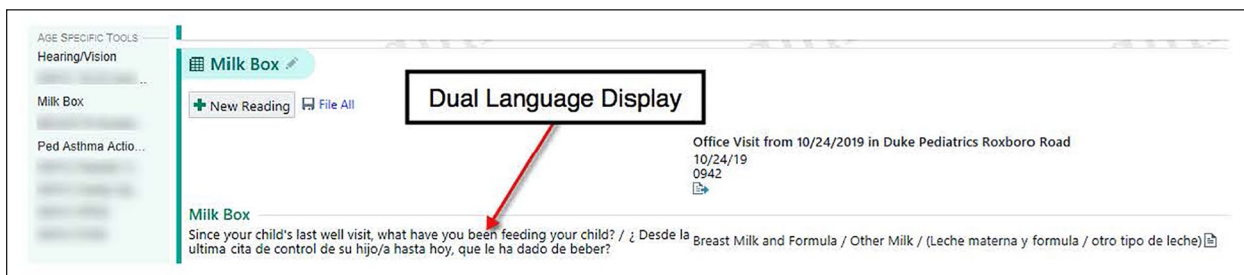 AGE SPECIFIC TOOLS
Hearing/Vision
..
Milk Box
Ped Asthma Actio...
Milk Box
New Reading File All
Dual Language Display
Office Visit from 10/24/2019 in Duke Pediatrics Roxboro Road
10/24/19
0942
Milk Box
Since your child's last well visit, what have you been feeding your child? / ¿ Desde la
ultima cita de control de su hijo/a hasta hoy, que le ha dado de beber?
Breast Milk and Formula / Other Milk / (Leche materna y formula / otro tipo de leche)